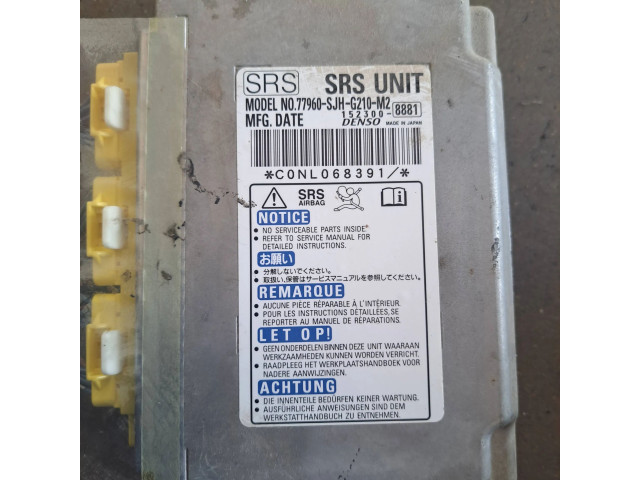 SRS SRS UNIT
MODEL NO.77960-SJH-G210-M2
MFG. DATE 152300-8881
DENSO MADE IN JAPAN
*C0NL068391/*
SRS
AIRBAG
NOTICE
• NO SERVICEABLE PARTS INSIDE
• REFER TO SERVICE MANUAL FOR
DETAILED INSTRUCTIONS.
お願い
• 分解しないでください。
• 取扱い、保管はサービスマニュアルを参照してください。
REMARQUE
• AUCUNE PIÈCE RÉPARABLE À L'INTÉRIEUR.
• POUR LES INSTRUCTIONS DÉTAILLÉES, SE
REPORTER AU MANUEL DE RÉPARATIONS.
LET OP!
• GEEN ONDERDELEN BINNEN DEZE UNIT WAARAAN
WERKZAAMHEDEN KUNNEN WORDEN VERRICHT.
• RAADPLEEG HET WERKPLAATSHANDBOEK VOOR
NADERE AANWIJZINGEN.
ACHTUNG
• DIE INNENTEILE BEDÜRFEN KEINER WARTUNG.
• AUSFÜHRLICHE ANWEISUNGEN SIND DEM
WERKSTATTHANDBUCH ZU ENTNEHMEN.